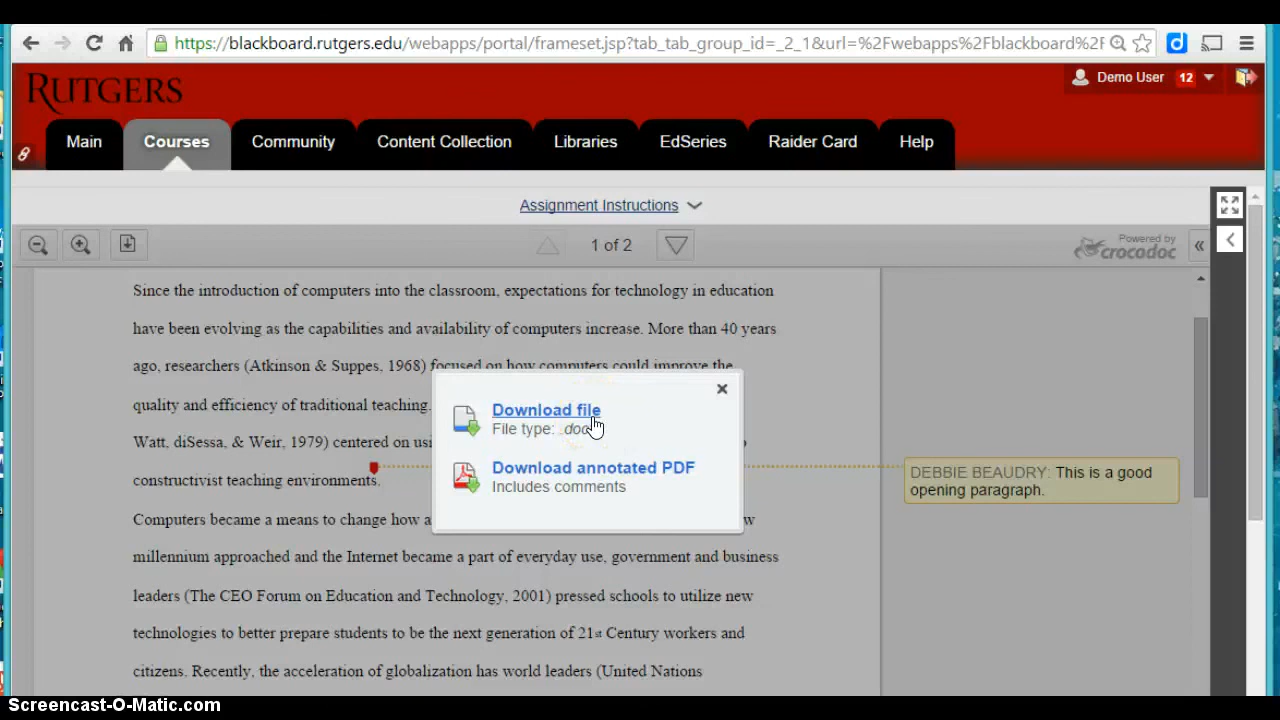 https://blackboard.rutgers.edu/webapps/portal/frameset.jsp?tab_tab_group_id=_2_1&url=%2Fwebapps%2Fblackboard%2F
RUTGERS
Demo User 12
Main Courses Community Content Collection Libraries EdSeries Raider Card Help
Assignment Instructions
1 of 2
Powered by
crocodoc
Since the introduction of computers into the classroom, expectations for technology in education
have been evolving as the capabilities and availability of computers increase. More than 40 years
ago, researchers (Atkinson & Suppes, 1968) focused on how computers could improve the
quality and efficiency of traditional teaching.
Watt, diSessa, & Weir, 1979) centered on
constructivist teaching environments.
Computers became a means to change how
millennium approached and the Internet became a part of everyday use, government and business
leaders (The CEO Forum on Education and Technology, 2001) pressed schools to utilize new
technologies to better prepare students to be the next generation of 21st Century workers and
citizens. Recently, the acceleration of globalization has world leaders (United Nations
Download file
File type: .doc
Download annotated PDF
Includes comments
DEBBIE BEAUDRY: This is a good
opening paragraph.
Screencast-O-Matic.com